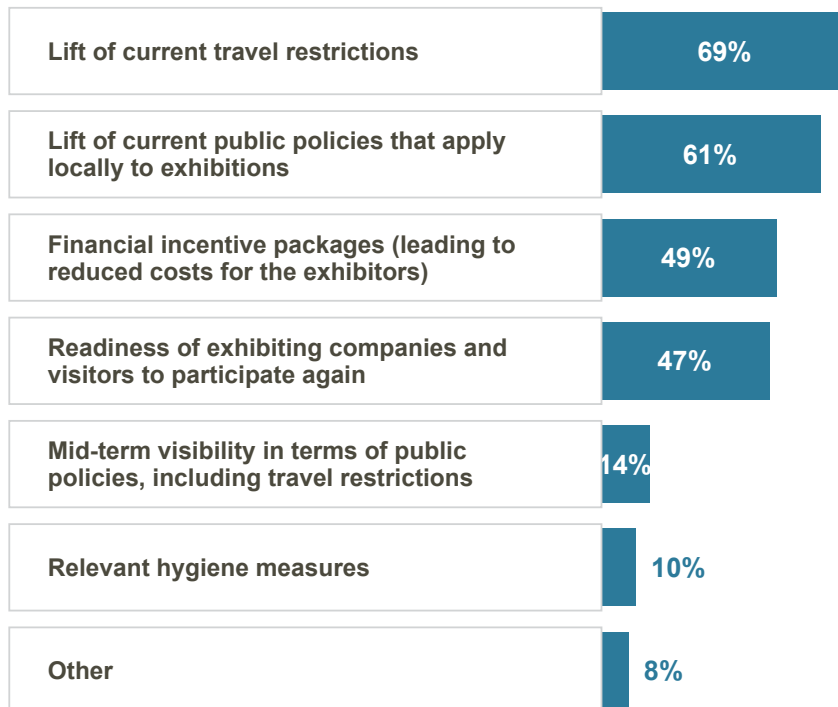 Lift of current travel restrictions
69%
Lift of current public policies that apply
locally to exhibitions
61%
Financial incentive packages (leading to
reduced costs for the exhibitors)
49%
Readiness of exhibiting companies and
visitors to participate again
47%
Mid-term visibility in terms of public
policies, including travel restrictions
14%
Relevant hygiene measures
10%
Other
8%